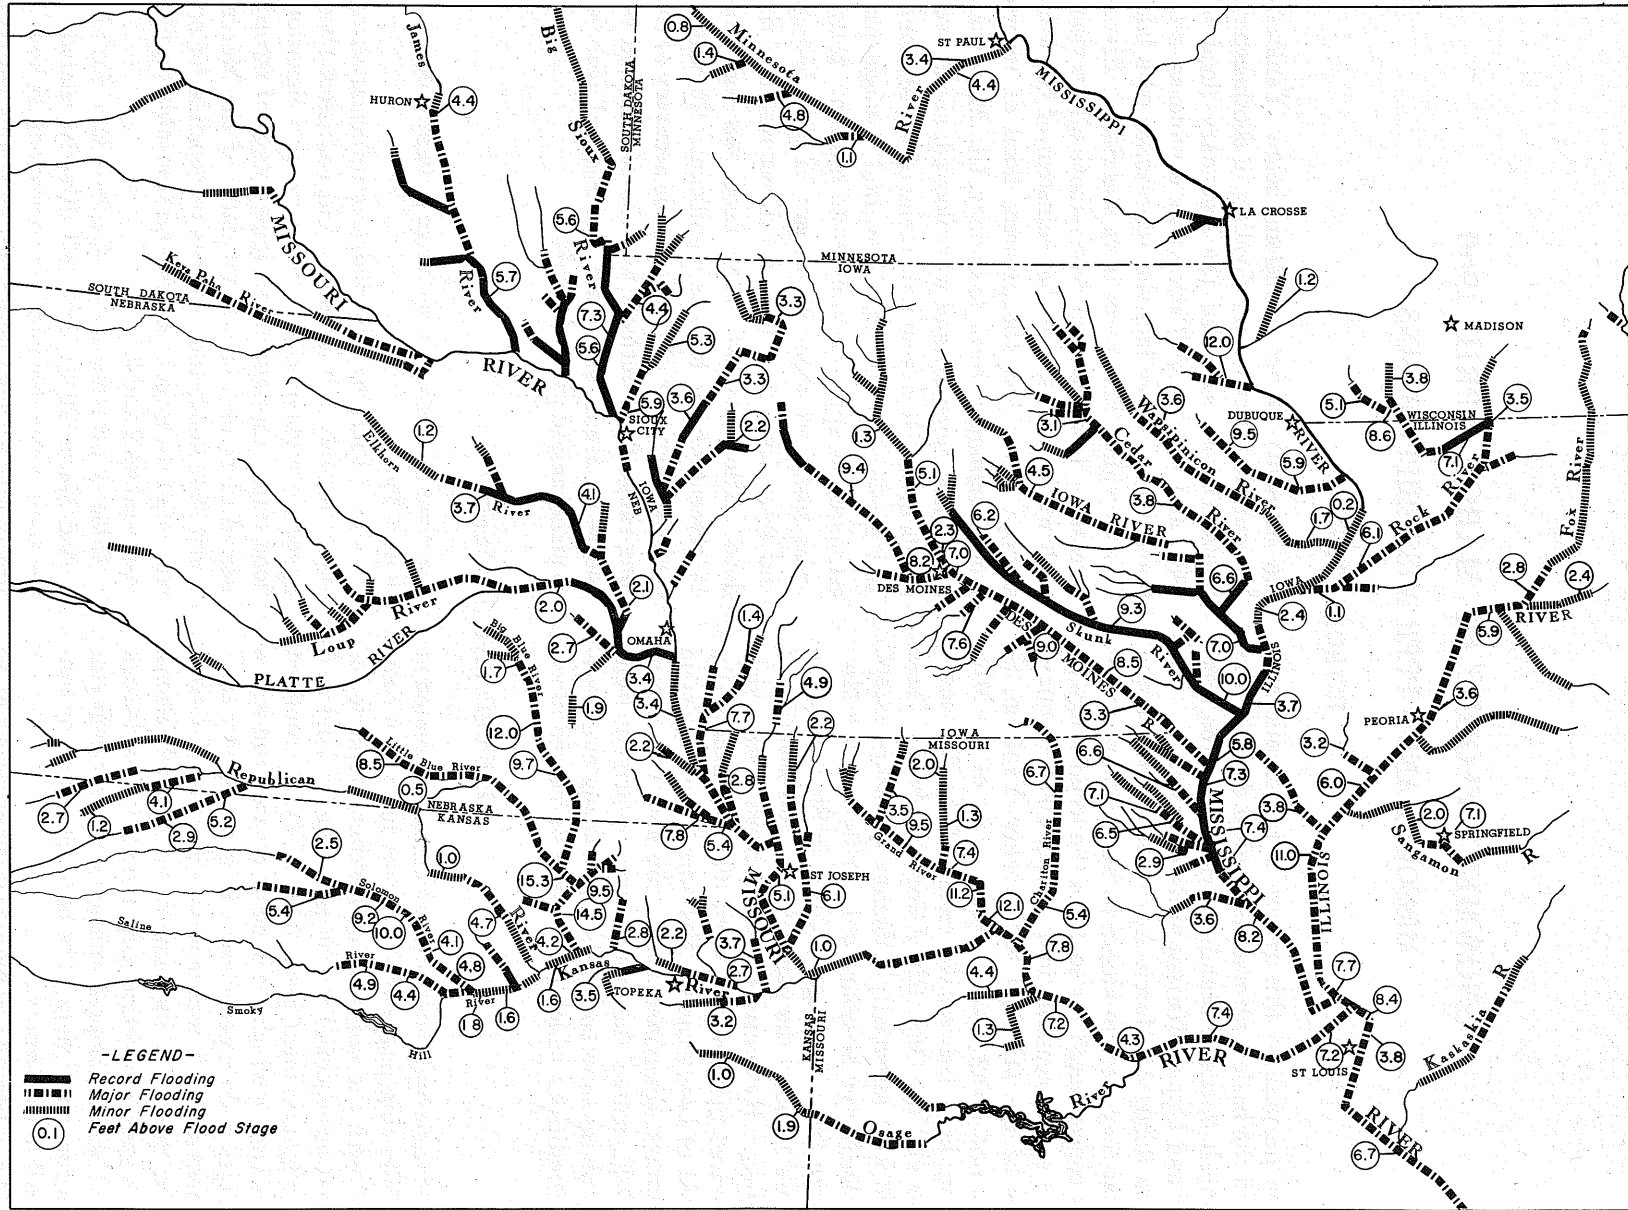 James
Big
0.8
Minnesota
ST PAUL
3.4
1.4
4.4
MISSISSIPPI
HURON
4.4
SOUTH DAKOTA
MINNESOTA
4.8
River
Sioux
1.1
LA CROSSE
MISSOURI
5.6
River
MINNESOTA
IOWA
Keya Paha
River
SOUTH DAKOTA
NEBRASKA
River
5.7
7.3
4.4
3.3
1.2
MADISON
5.3
12.0
5.6
RIVER
3.3
3.8
5.1
3.6
WISCONSIN
ILLINOIS
3.5
5.9
SIOUX
CITY
3.6
3.1
DUBUQUE
8.6
Wapsipinicon
9.5
1.2
Elkhorn
2.2
1.3
Cedar
RIVER
7.1
River
5.9
River
9.4
5.1
4.5
IOWA
NEB
3.7
River
4.1
3.8
0.2
Fox
River
IOWA
RIVER
River
1.7
6.1
Rock
6.2
2.3
7.0
8.2
DES MOINES
6.6
IOWA
2.8
2.4
2.1
2.0
1.1
River
Loup
2.4
5.9
RIVER
RIVER
Big Blue River
OMAHA
1.4
9.3
DES
MOINES
Skunk
River
7.6
9.0
7.0
ILLINOIS
2.7
1.7
3.4
8.5
PLATTE
4.9
10.0
3.7
3.6
1.9
3.4
3.3
PEORIA
7.7
2.2
R
12.0
IOWA
MISSOURI
3.2
Little Blue River
2.2
6.6
5.8
8.5
9.7
2.0
6.7
7.3
6.0
Republican
0.5
2.8
MISSISSIPPI
2.7
4.1
NEBRASKA
KANSAS
3.5
7.1
3.8
1.2
5.2
9.5
1.3
2.0
7.1
2.9
7.8
5.4
6.5
7.4
SPRINGFIELD
2.5
Grand River
Chariton River
2.9
11.0
Sangamon
R
1.0
7.4
15.3
ST JOSEPH
MISSOURI
9.5
5.1
6.1
11.2
ILLINOIS
5.4
Solomon
9.2
10.0
River
14.5
12.1
5.4
3.6
Saline
4.7
River
8.2
4.1
4.2
2.8
2.2
3.7
1.0
7.8
River
4.8
Kansas
2.7
7.7
4.9
4.4
3.5
TOPEKA
River
4.4
8.4
River
1.8
1.6
1.6
3.2
7.2
7.4
Smoky
1.3
Hill
KANSAS
MISSOURI
4.3
RIVER
7.2
3.8
Kaskaskia
R
ST LOUIS
1.0
River
1.9
Osage
RIVER
6.7
-LEGEND-
Record Flooding
Major Flooding
Minor Flooding
0.1 Feet Above Flood Stage